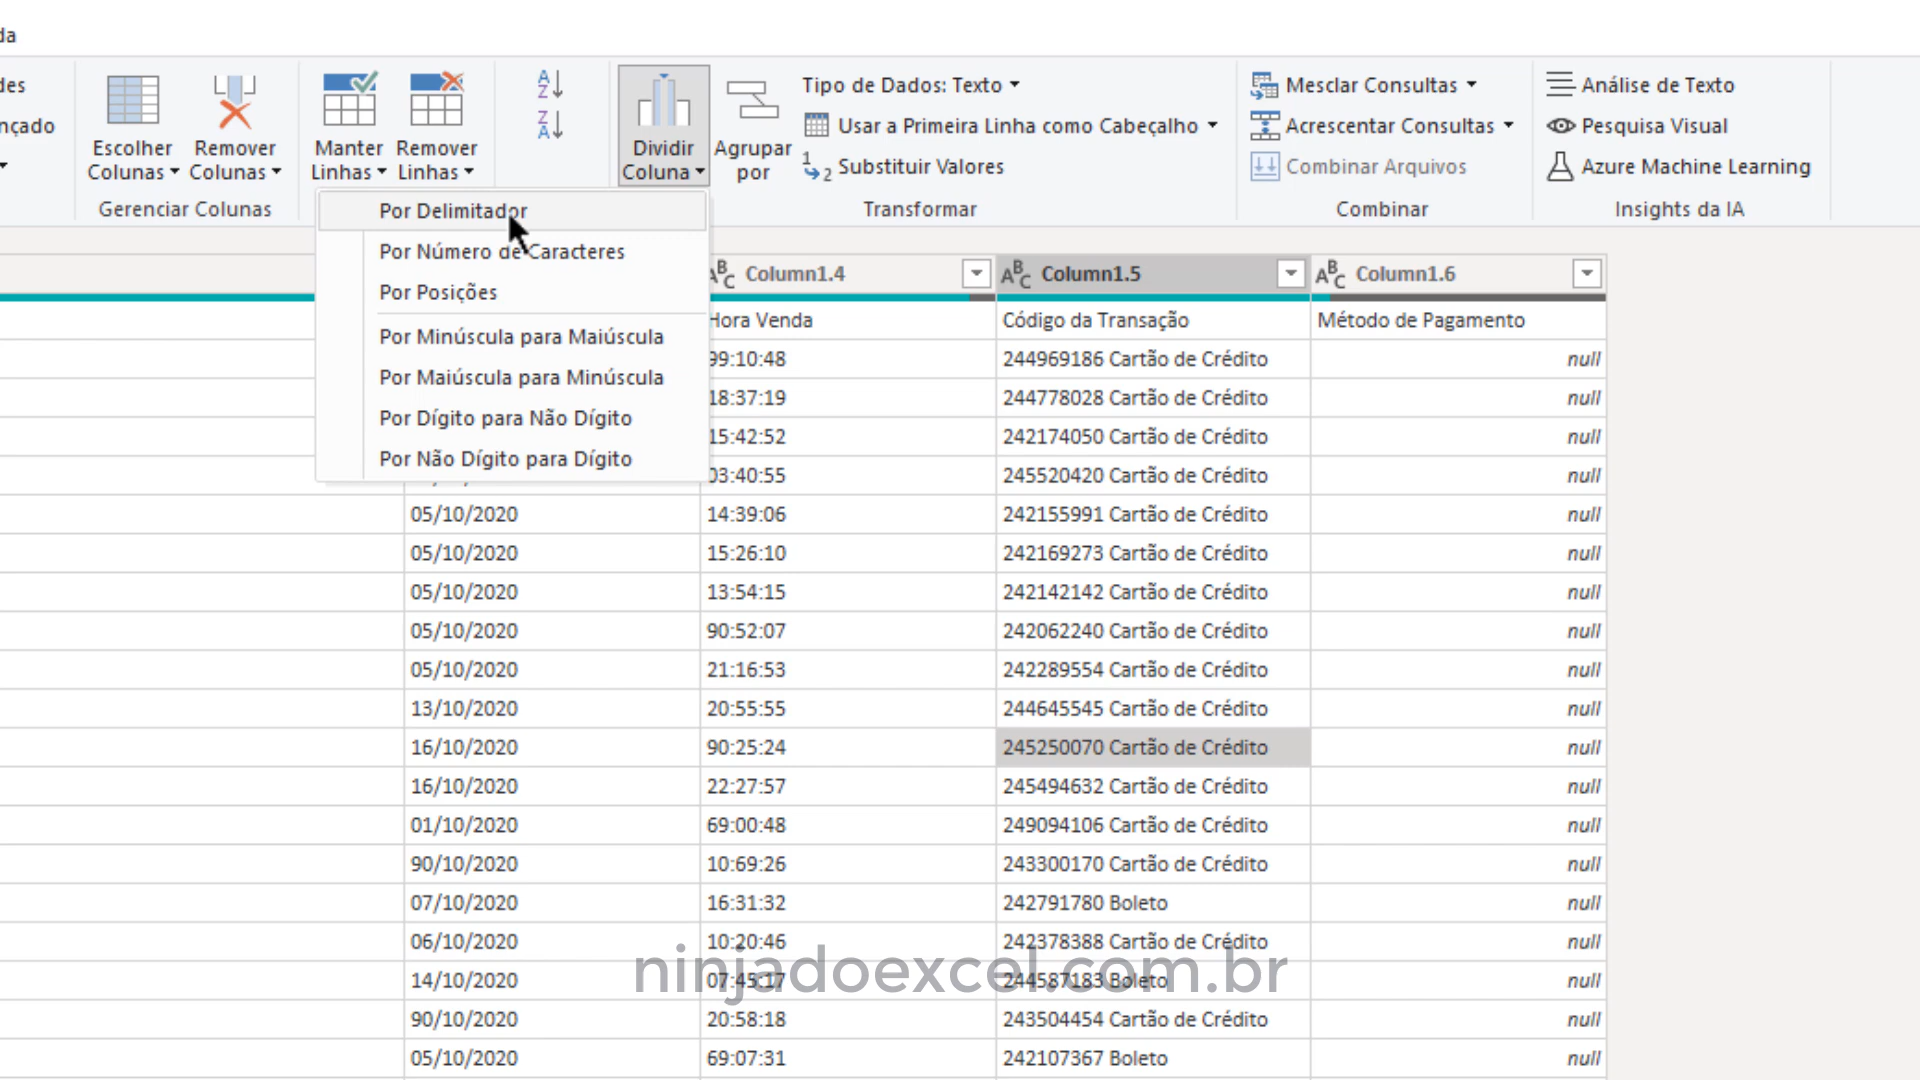 da
des
nçado
Escolher
Colunas
Remover
Colunas
Gerenciar Colunas
Manter
Linhas
Remover
Linhas
A
Z
Z
A
Dividir
Coluna
Agrupar
por
Tipo de Dados: Texto
Usar a Primeira Linha como Cabeçalho
1 2 Substituir Valores
Transformar
Mesclar Consultas
Acrescentar Consultas
Combinar Arquivos
Combinar
Análise de Texto
Pesquisa Visual
Azure Machine Learning
Insights da IA
Por Delimitador
Por Número de Caracteres
Por Posições
Por Minúscula para Maiúscula
Por Maiúscula para Minúscula
Por Dígito para Não Dígito
Por Não Dígito para Dígito
ABC Column1.4 ABC Column1.5 ABC Column1.6
Hora Venda Código da Transação Método de Pagamento
99:10:48 244969186 Cartão de Crédito null
18:37:19 244778028 Cartão de Crédito null
15:42:52 242174050 Cartão de Crédito null
03:40:55 245520420 Cartão de Crédito null
05/10/2020 14:39:06 242155991 Cartão de Crédito null
05/10/2020 15:26:10 242169273 Cartão de Crédito null
05/10/2020 13:54:15 242142142 Cartão de Crédito null
05/10/2020 90:52:07 242062240 Cartão de Crédito null
05/10/2020 21:16:53 242289554 Cartão de Crédito null
13/10/2020 20:55:55 244645545 Cartão de Crédito null
16/10/2020 90:25:24 245250070 Cartão de Crédito null
16/10/2020 22:27:57 245494632 Cartão de Crédito null
01/10/2020 69:00:48 249094106 Cartão de Crédito null
90/10/2020 10:69:26 243300170 Cartão de Crédito null
07/10/2020 16:31:32 242791780 Boleto null
06/10/2020 10:20:46 242378388 Cartão de Crédito null
14/10/2020 07:45:17 244587183 Boleto null
90/10/2020 20:58:18 243504454 Cartão de Crédito null
05/10/2020 69:07:31 242107367 Boleto null
ninjadoexcel.com.br